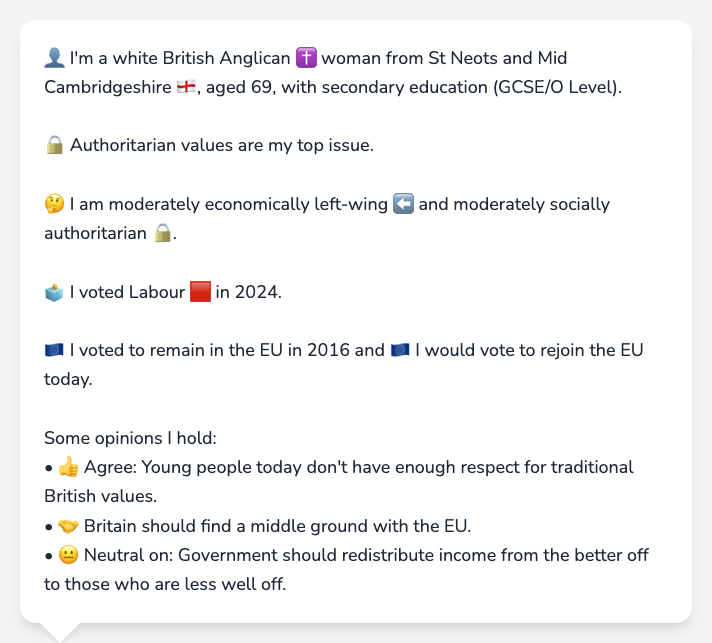 👤 I'm a white British Anglican ✝️ woman from St Neots and Mid
Cambridgeshire 🏴󠁧󠁢󠁥󠁮󠁧󠁿, aged 69, with secondary education (GCSE/O Level).
🔒 Authoritarian values are my top issue.
🤔 I am moderately economically left-wing ⬅️ and moderately socially
authoritarian 🔒.
🗳️ I voted Labour 🟥 in 2024.
🇪🇺 I voted to remain in the EU in 2016 and 🇪🇺 I would vote to rejoin the EU
today.
Some opinions I hold:
• 👍 Agree: Young people today don't have enough respect for traditional
British values.
• 🤝 Britain should find a middle ground with the EU.
• 😐 Neutral on: Government should redistribute income from the better off
to those who are less well off.